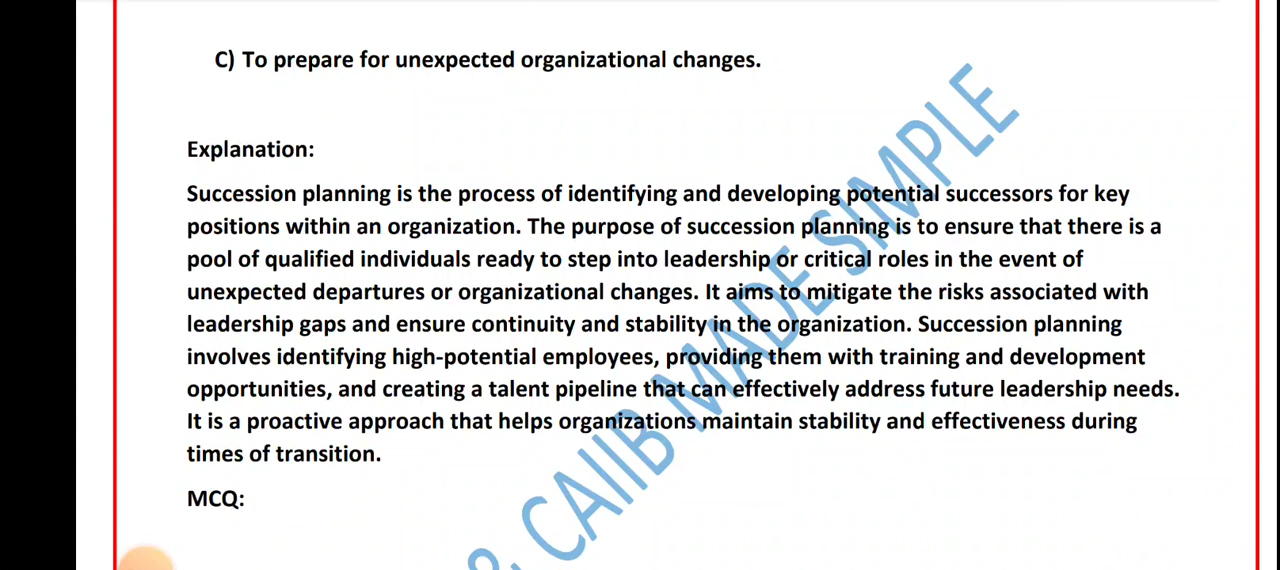 C) To prepare for unexpected organizational changes.
Explanation:
Succession planning is the process of identifying and developing potential successors for key
positions within an organization. The purpose of succession planning is to ensure that there is a
pool of qualified individuals ready to step into leadership or critical roles in the event of
unexpected departures or organizational changes. It aims to mitigate the risks associated with
leadership gaps and ensure continuity and stability in the organization. Succession planning
involves identifying high-potential employees, providing them with training and development
opportunities, and creating a talent pipeline that can effectively address future leadership needs.
It is a proactive approach that helps organizations maintain stability and effectiveness during
times of transition.
MCQ:
& CAIIB MADE SIMPLE